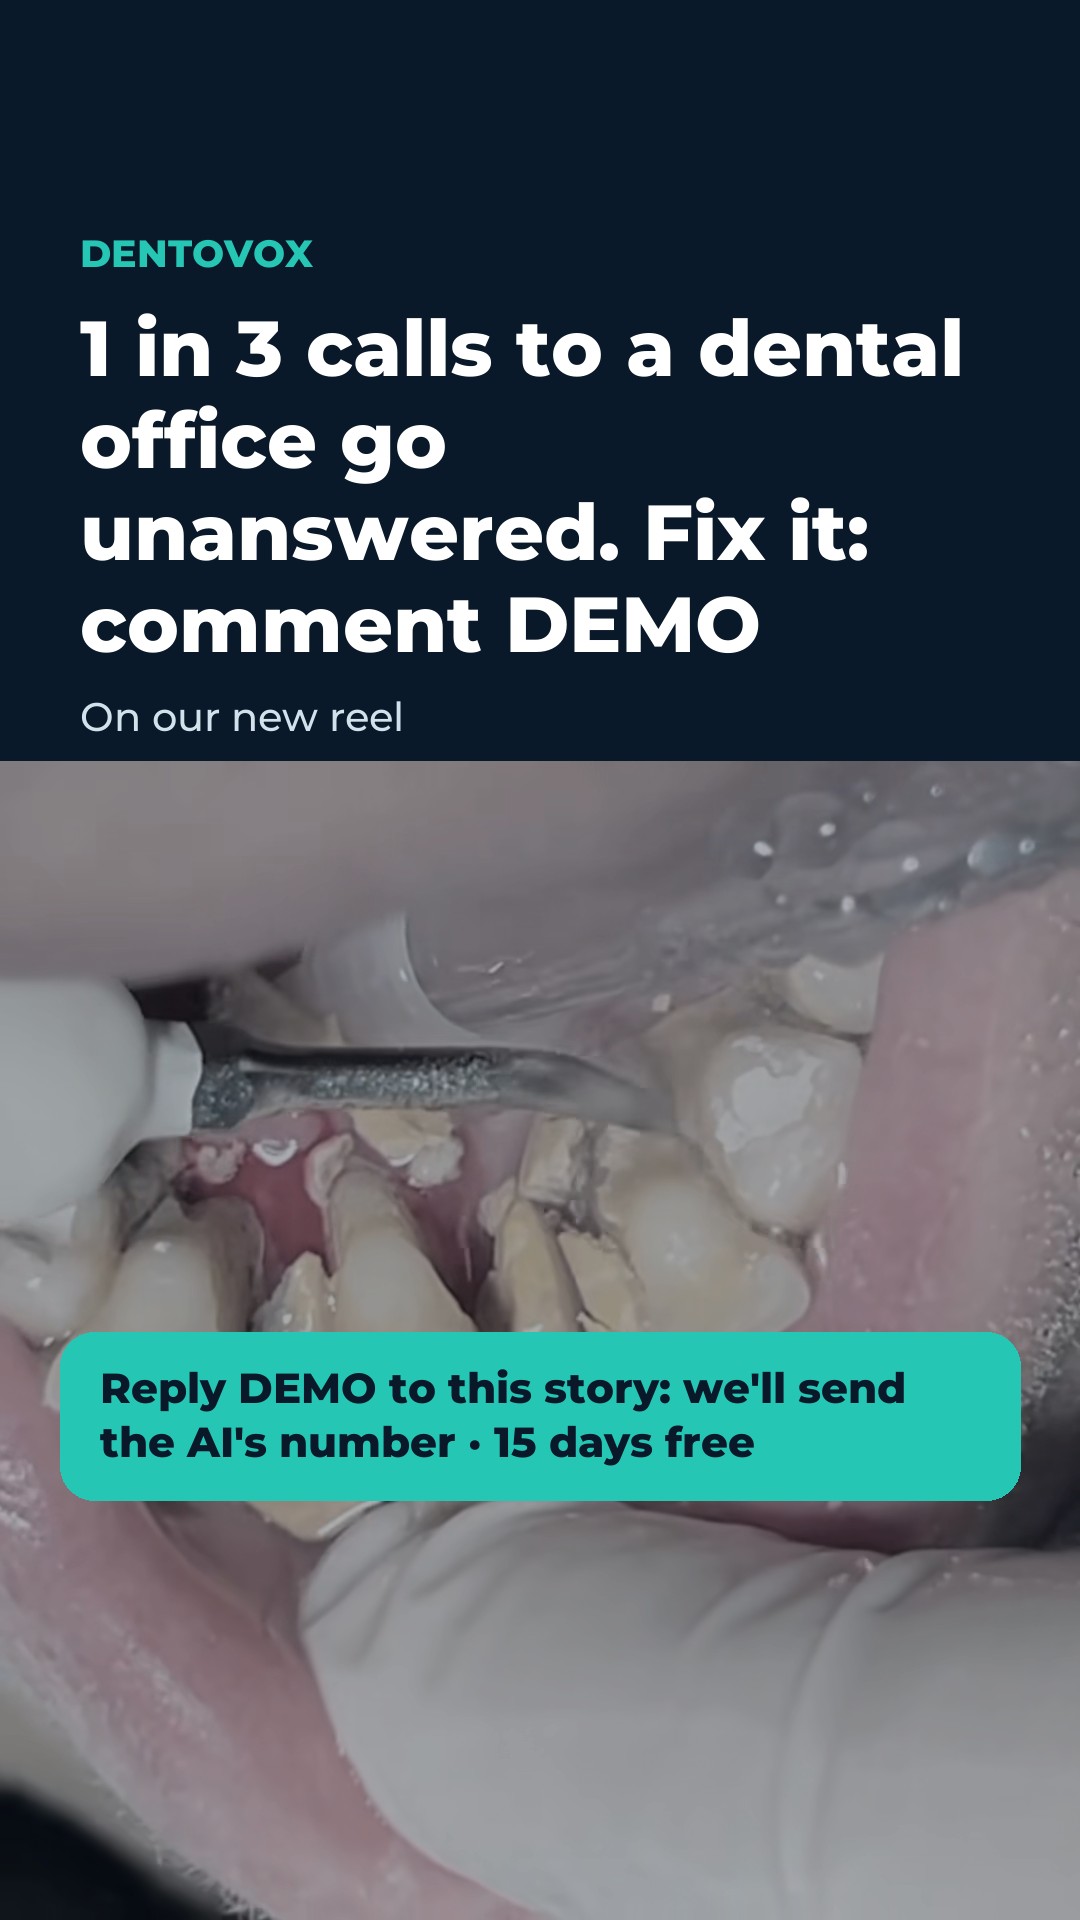 DENTOVOX
1 in 3 calls to a dental
office go
unanswered. Fix it:
comment DEMO
On our new reel
Reply DEMO to this story: we'll send
the AI's number · 15 days free